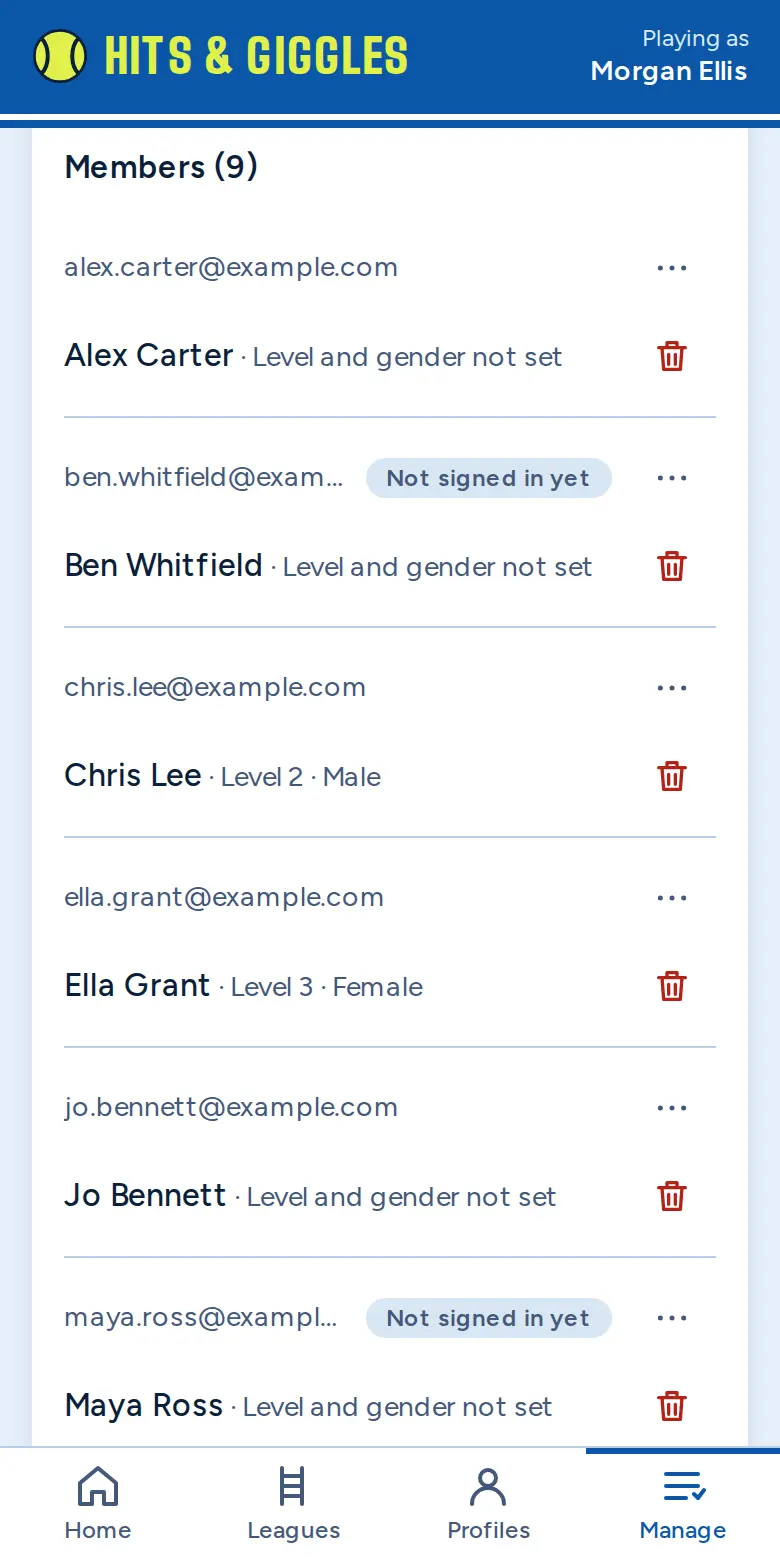 HITS & GIGGLES
Playing as
Morgan Ellis
Members (9)
alex.carter@example.com
Alex Carter · Level and gender not set
ben.whitfield@exam... Not signed in yet
Ben Whitfield · Level and gender not set
chris.lee@example.com
Chris Lee · Level 2 · Male
ella.grant@example.com
Ella Grant · Level 3 · Female
jo.bennett@example.com
Jo Bennett · Level and gender not set
maya.ross@exampl... Not signed in yet
Maya Ross · Level and gender not set
Home Leagues Profiles Manage